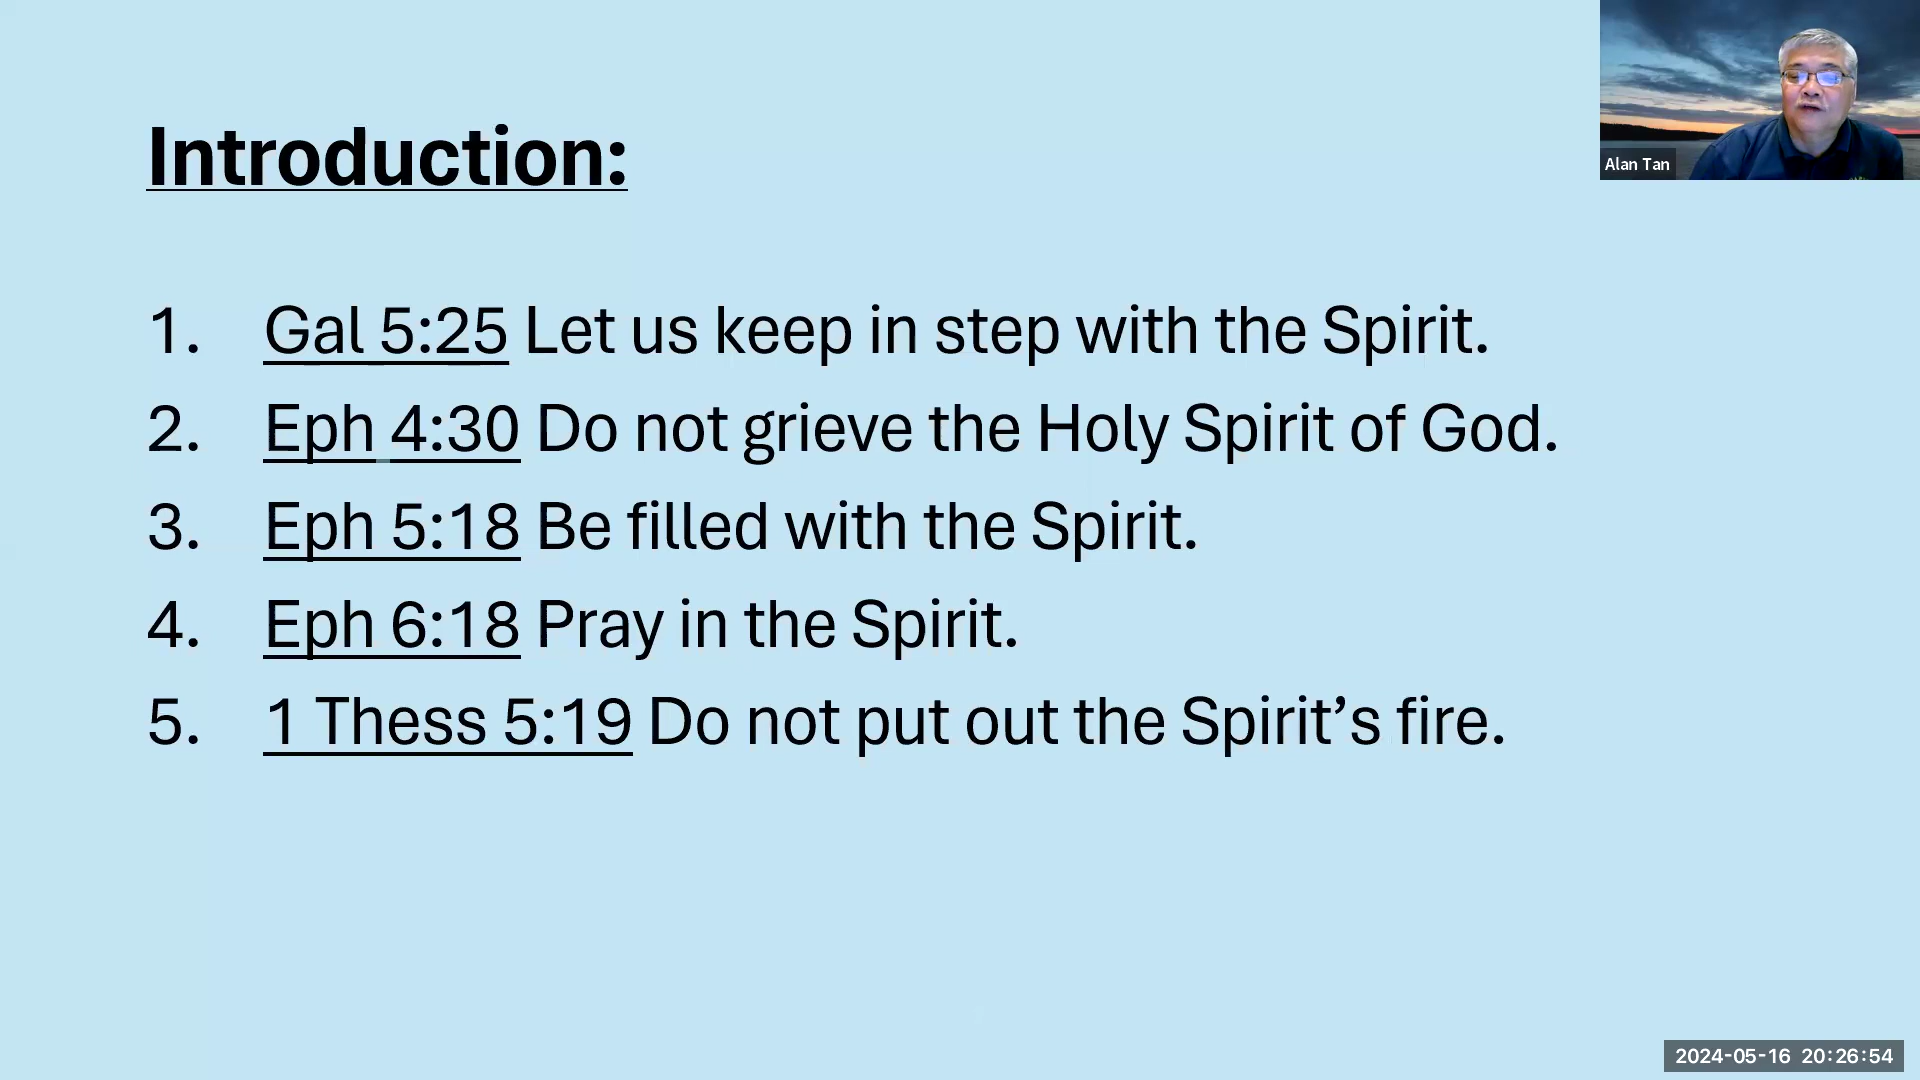 Introduction:
1. Gal 5:25 Let us keep in step with the Spirit.
2. Eph 4:30 Do not grieve the Holy Spirit of God.
3. Eph 5:18 Be filled with the Spirit.
4. Eph 6:18 Pray in the Spirit.
5. 1 Thess 5:19 Do not put out the Spirit’s fire.
Alan Tan
2024-05-16 20:26:54